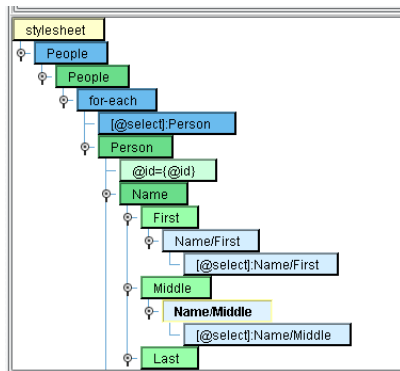 stylesheet
People
People
for-each
[@select]:Person
Person
@id={@id}
Name
First
Name/First
[@select]:Name/First
Middle
Name/Middle
[@select]:Name/Middle
Last